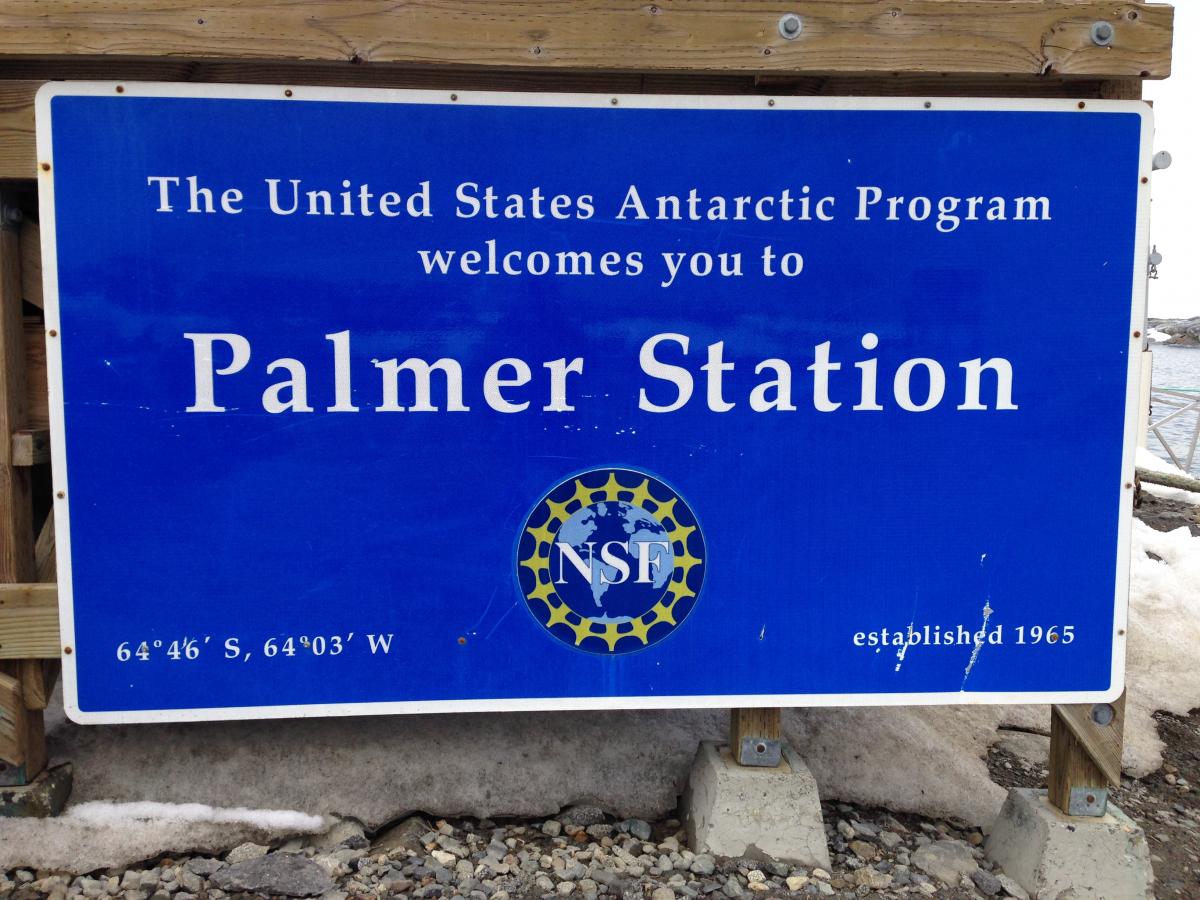 The United States Antarctic Program
welcomes you to
Palmer Station
NSF
64°46′ S, 64°03′ W
established 1965